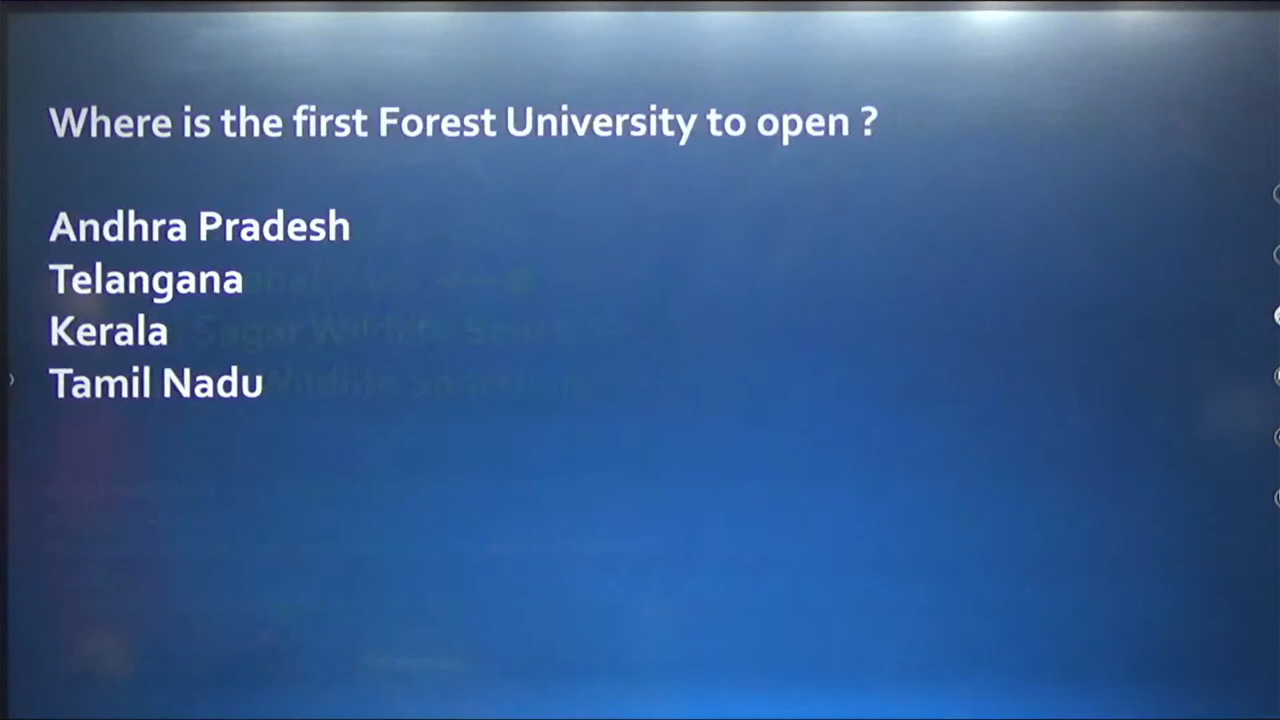 Where is the first Forest University to open ?
Andhra Pradesh
Telangana
Kerala
Tamil Nadu